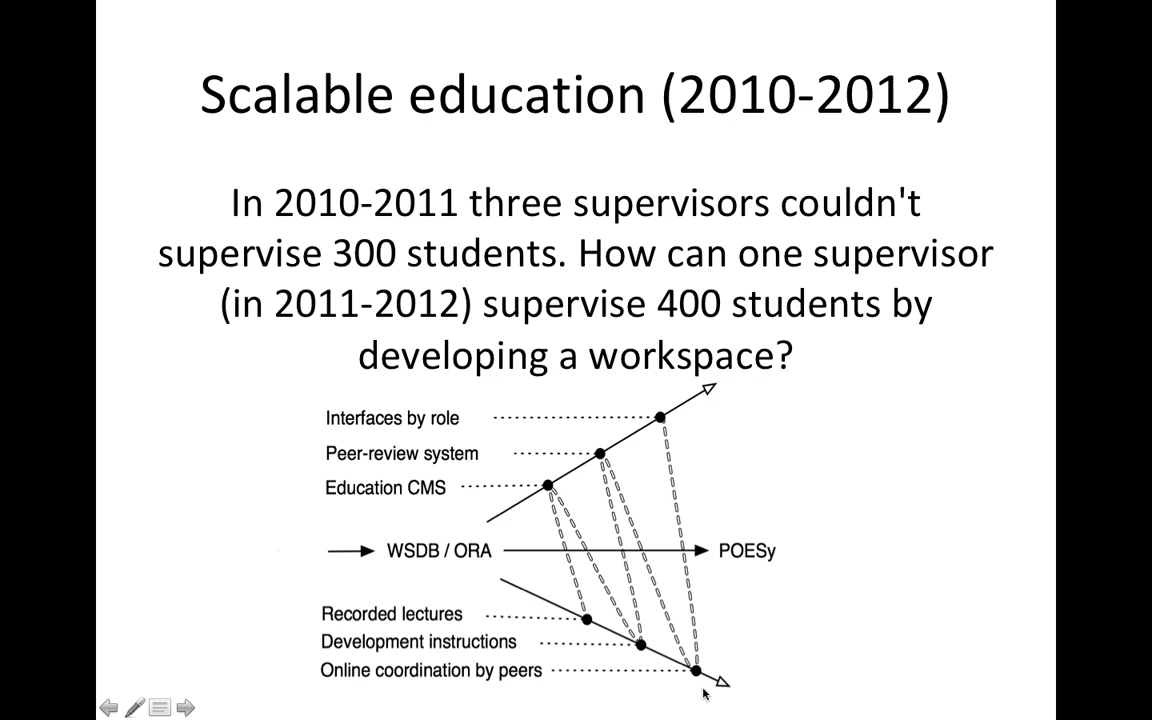 Scalable education (2010-2012)
In 2010-2011 three supervisors couldn't
supervise 300 students. How can one supervisor
(in 2011-2012) supervise 400 students by
developing a workspace?
Interfaces by role
Peer-review system
Education CMS
WSDB / ORA
POESy
Recorded lectures
Development instructions
Online coordination by peers